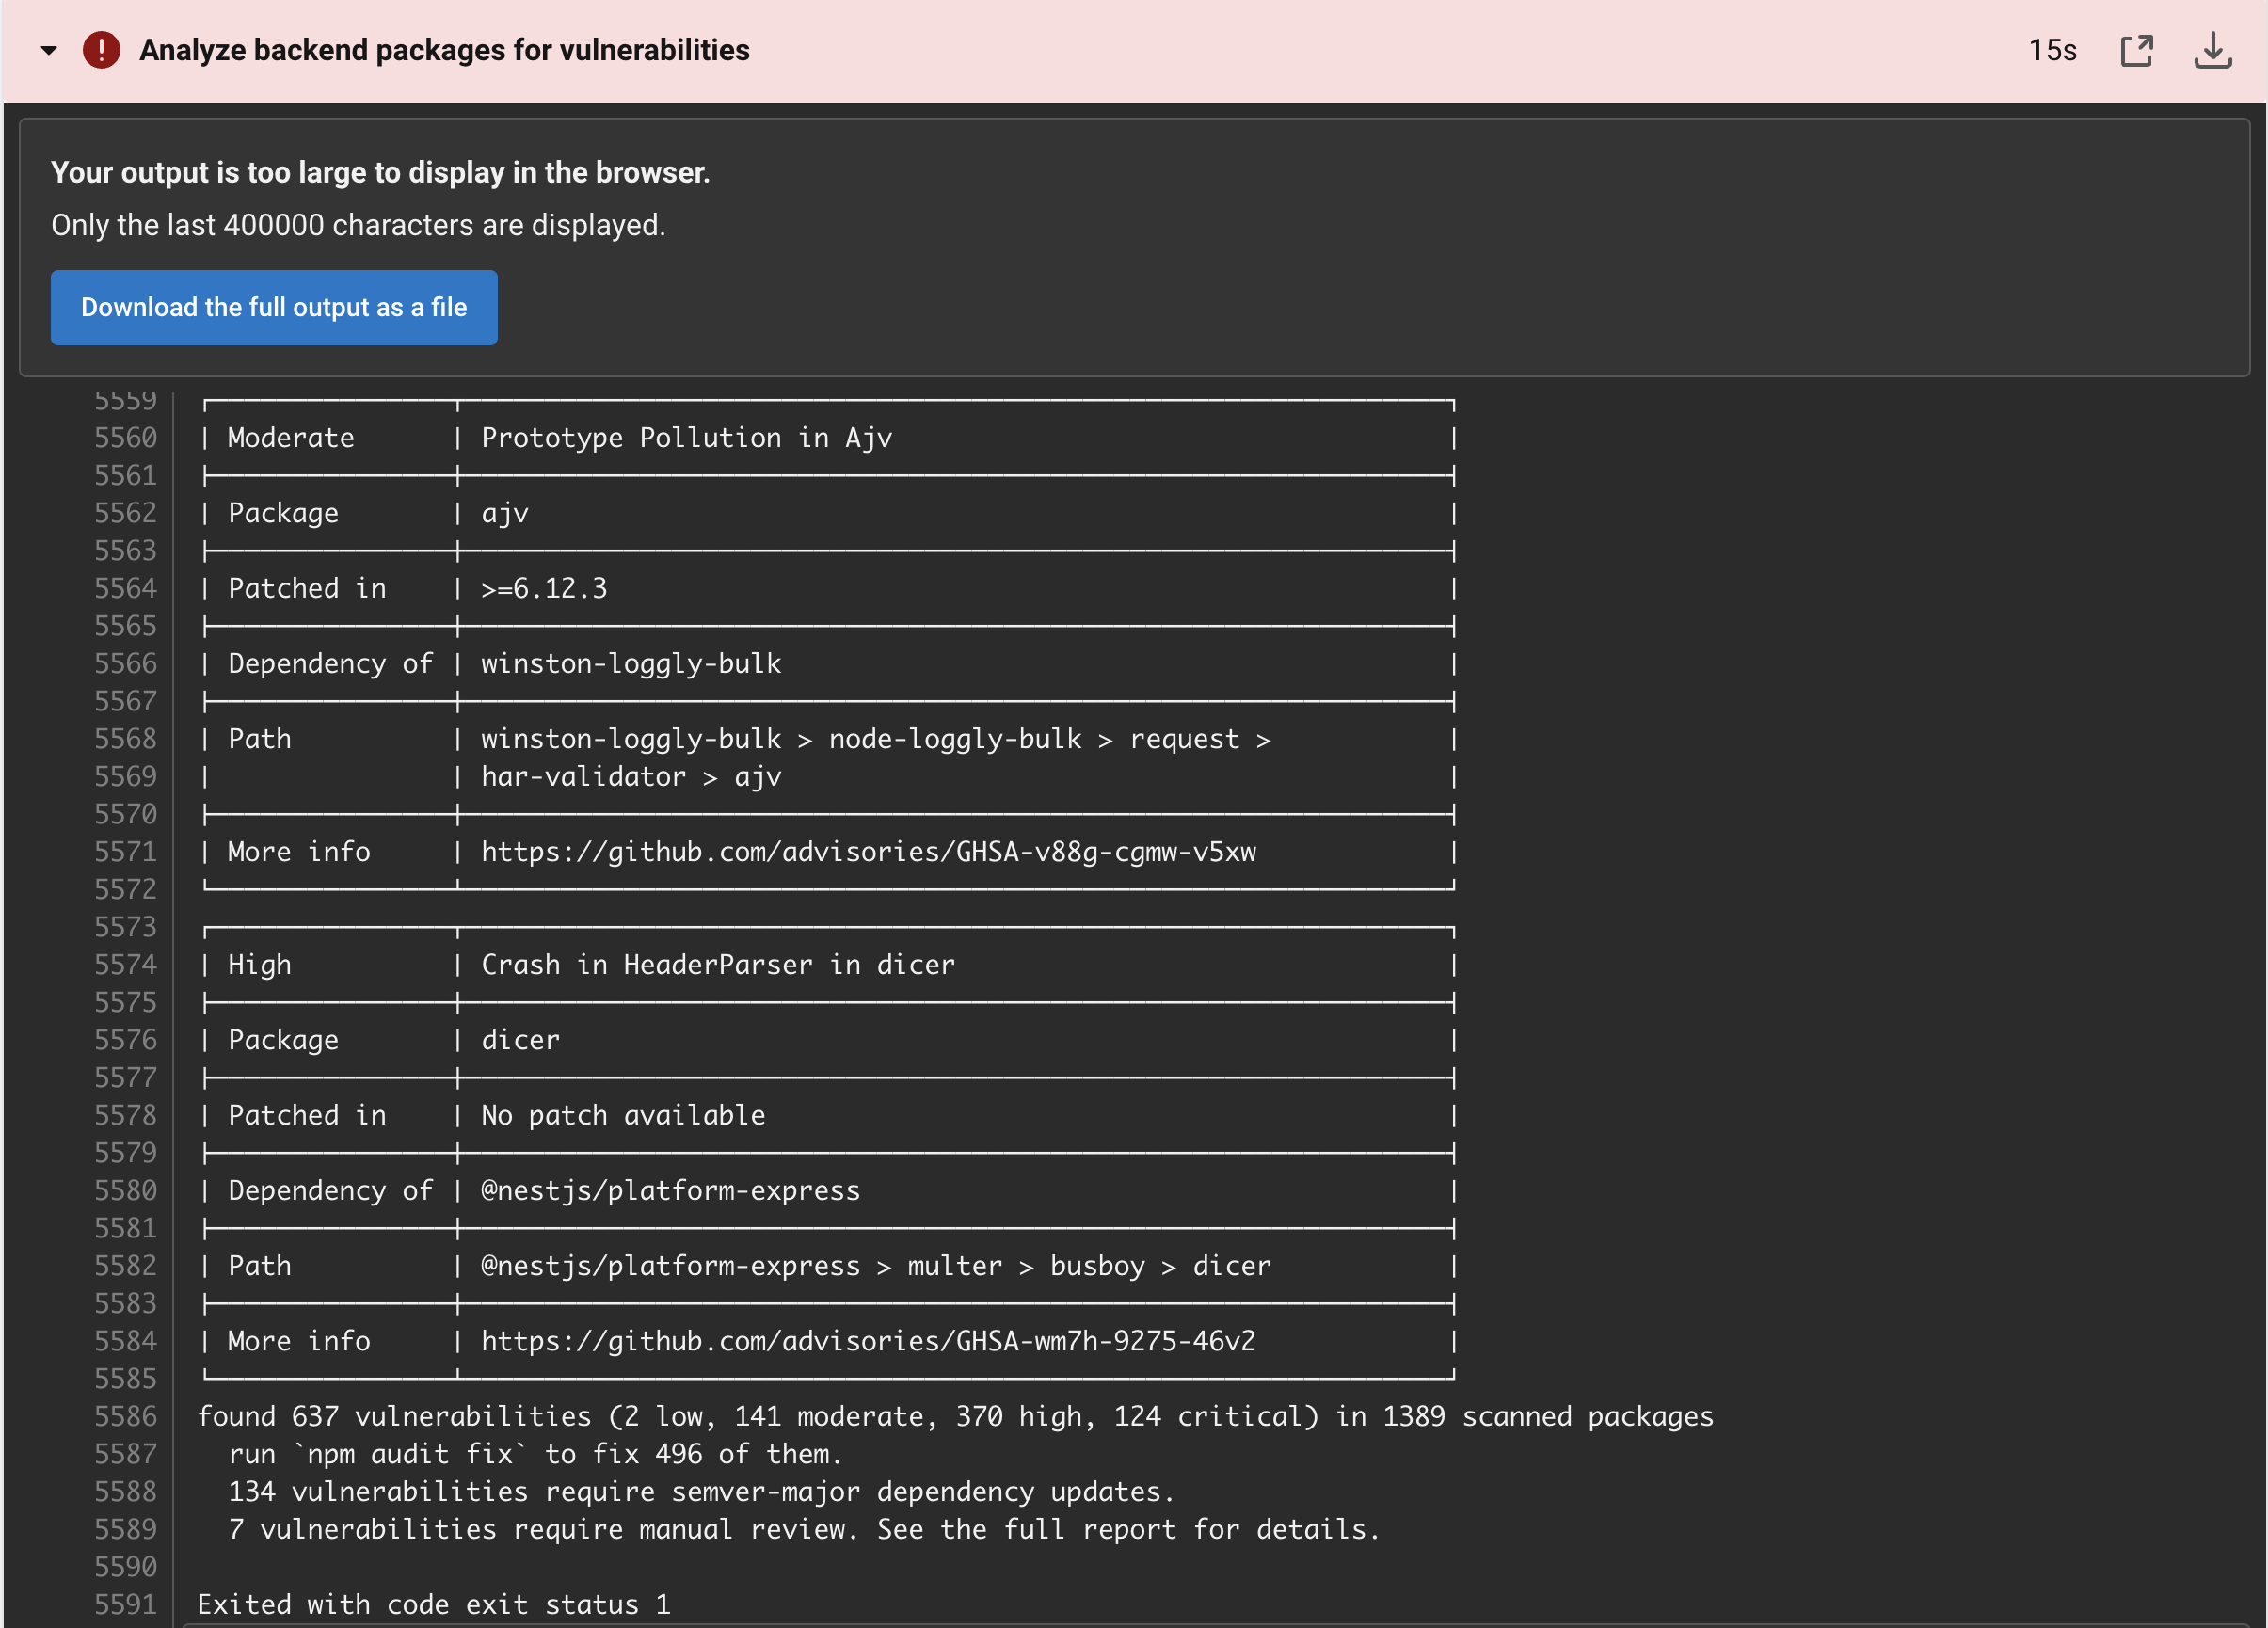 Analyze backend packages for vulnerabilities
15s
Your output is too large to display in the browser.
Only the last 400000 characters are displayed.
Download the full output as a file
5559
5560 | Moderate | Prototype Pollution in Ajv |
5561
5562 | Package | ajv |
5563
5564 | Patched in | >=6.12.3 |
5565
5566 | Dependency of | winston-loggly-bulk |
5567
5568 | Path | winston-loggly-bulk > node-loggly-bulk > request > |
5569 | | har-validator > ajv |
5570
5571 | More info | https://github.com/advisories/GHSA-v88g-cgmw-v5xw |
5572
5573
5574 | High | Crash in HeaderParser in dicer |
5575
5576 | Package | dicer |
5577
5578 | Patched in | No patch available |
5579
5580 | Dependency of | @nestjs/platform-express |
5581
5582 | Path | @nestjs/platform-express > multer > busboy > dicer |
5583
5584 | More info | https://github.com/advisories/GHSA-wm7h-9275-46v2 |
5585
5586 found 637 vulnerabilities (2 low, 141 moderate, 370 high, 124 critical) in 1389 scanned packages
5587 run `npm audit fix` to fix 496 of them.
5588 134 vulnerabilities require semver-major dependency updates.
5589 7 vulnerabilities require manual review. See the full report for details.
5590
5591 Exited with code exit status 1